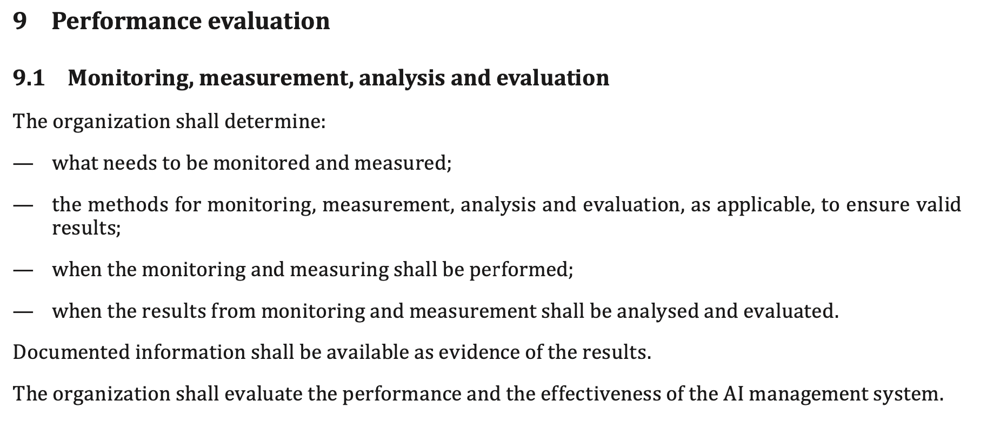 9 Performance evaluation
9.1 Monitoring, measurement, analysis and evaluation
The organization shall determine:
— what needs to be monitored and measured;
— the methods for monitoring, measurement, analysis and evaluation, as applicable, to ensure valid
results;
— when the monitoring and measuring shall be performed;
— when the results from monitoring and measurement shall be analysed and evaluated.
Documented information shall be available as evidence of the results.
The organization shall evaluate the performance and the effectiveness of the AI management system.